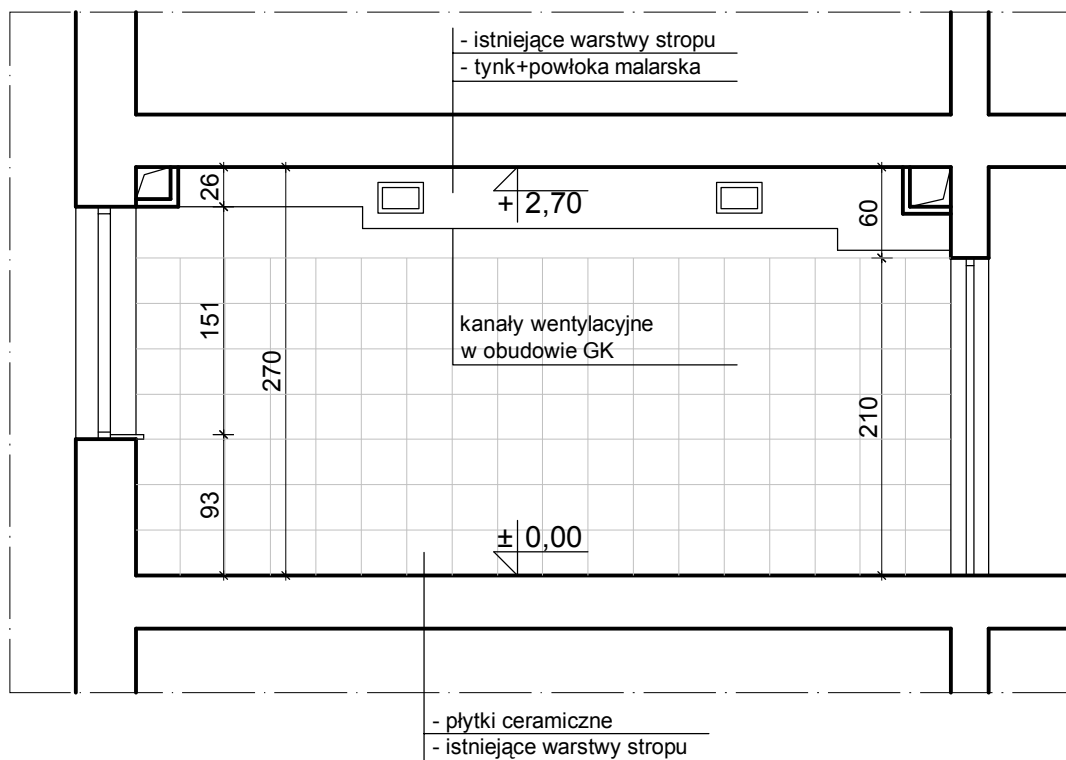 - istniejące warstwy stropu
- tynk+powłoka malarska
26
+ 2,70
60
151
270
kanały wentylacyjne
w obudowie GK
210
93
± 0,00
- płytki ceramiczne
- istniejące warstwy stropu